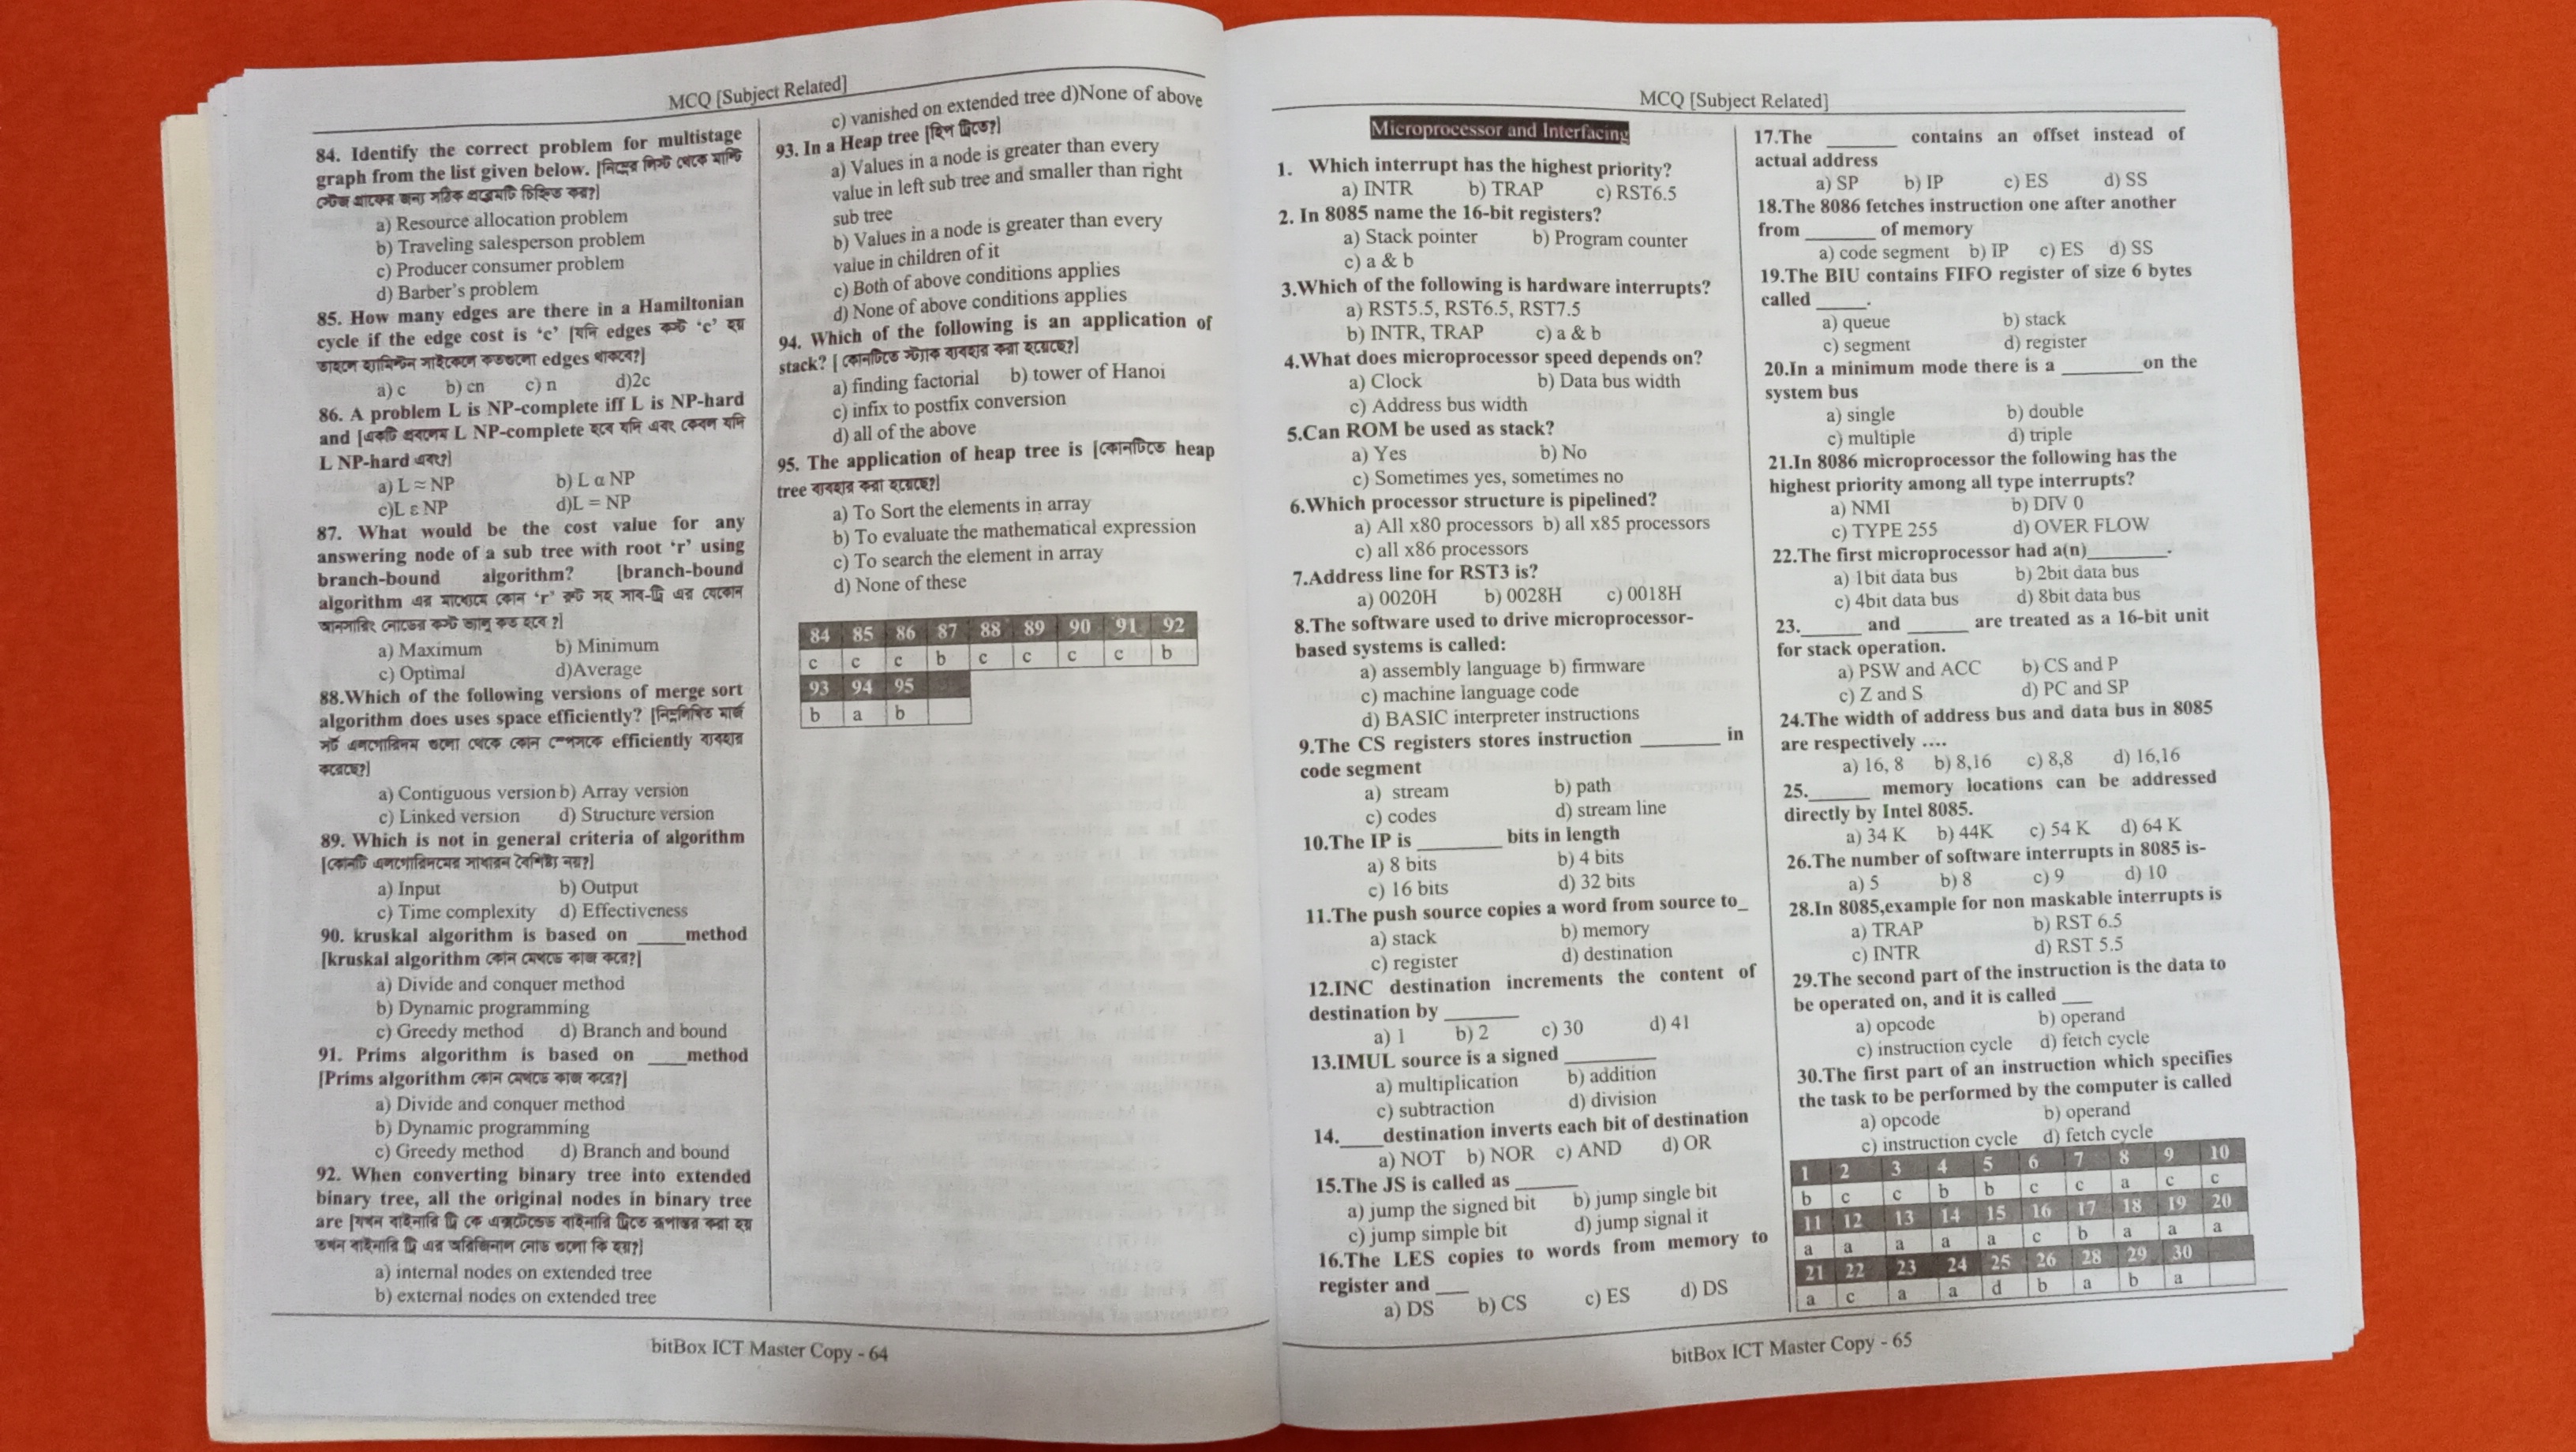 MCQ [Subject Related]
84. Identify the correct problem for multistage
graph from the list given below. [নিম্নের লিস্ট থেকে মাল্টি
স্টেজ গ্রাফের জন্য সঠিক প্রব্লেমটি চিহ্নিত কর?]
a) Resource allocation problem
b) Traveling salesperson problem
c) Producer consumer problem
d) Barber's problem
85. How many edges are there in a Hamiltonian
cycle if the edge cost is ‘c’ [যদি edges কস্ট ‘c’ হয়
তাহলে হ্যামিল্টন সাইকেলে কতগুলো edges থাকবে?]
a) c b) cn c) n d)2c
86. A problem L is NP-complete iff L is NP-hard
and [একটি প্রবলেম L NP-complete হবে যদি এবং কেবল যদি
L NP-hard এবং?]
a) L ≈ NP b) L α NP
c)L ε NP d)L = NP
87. What would be the cost value for any
answering node of a sub tree with root ‘r’ using
branch-bound algorithm? [branch-bound
algorithm এর মাধ্যমে কোন ‘r’ রুট সহ সাব-ট্রি এর যেকোন
আনসারিং নোডের কস্ট ভ্যালু কত হবে ?]
a) Maximum b) Minimum
c) Optimal d)Average
88.Which of the following versions of merge sort
algorithm does uses space efficiently? [নিম্নলিখিত মার্জ
সর্ট এলগোরিদম গুলো থেকে কোন স্পেসকে efficiently ব্যবহার
করেছে?]
a) Contiguous version b) Array version
c) Linked version d) Structure version
89. Which is not in general criteria of algorithm
[কোনটি এলগোরিদমের সাধারন বৈশিষ্ট্য নয়?]
a) Input b) Output
c) Time complexity d) Effectiveness
90. kruskal algorithm is based on _____method
[kruskal algorithm কোন মেথডে কাজ করে?]
a) Divide and conquer method
b) Dynamic programming
c) Greedy method d) Branch and bound
91. Prims algorithm is based on ____method
[Prims algorithm কোন মেথডে কাজ করে?]
a) Divide and conquer method
b) Dynamic programming
c) Greedy method d) Branch and bound
92. When converting binary tree into extended
binary tree, all the original nodes in binary tree
are [যখন বাইনারি ট্রি কে এক্সটেন্ডেড বাইনারি ট্রিতে রূপান্তর করা হয়
তখন বাইনারি ট্রি এর অরিজিনাল নোড গুলো কি হয়?]
a) internal nodes on extended tree
b) external nodes on extended tree
c) vanished on extended tree d)None of above
93. In a Heap tree [হিপ ট্রিতে?]
a) Values in a node is greater than every
value in left sub tree and smaller than right
sub tree
b) Values in a node is greater than every
value in children of it
c) Both of above conditions applies
d) None of above conditions applies
94. Which of the following is an application of
stack? [ কোনটিতে স্ট্যাক ব্যবহার করা হয়েছে?]
a) finding factorial b) tower of Hanoi
c) infix to postfix conversion
d) all of the above
95. The application of heap tree is [কোনটিতে heap
tree ব্যবহার করা হয়েছে?]
a) To Sort the elements in array
b) To evaluate the mathematical expression
c) To search the element in array
d) None of these
84 85 86 87 88 89 90 91 92
c c c b c c c c b
93 94 95
b a b
bitBox ICT Master Copy - 64
MCQ [Subject Related]
Microprocessor and Interfacing
1. Which interrupt has the highest priority?
a) INTR b) TRAP c) RST6.5
2. In 8085 name the 16-bit registers?
a) Stack pointer b) Program counter
c) a & b
3.Which of the following is hardware interrupts?
a) RST5.5, RST6.5, RST7.5
b) INTR, TRAP c) a & b
4.What does microprocessor speed depends on?
a) Clock b) Data bus width
c) Address bus width
5.Can ROM be used as stack?
a) Yes b) No
c) Sometimes yes, sometimes no
6.Which processor structure is pipelined?
a) All x80 processors b) all x85 processors
c) all x86 processors
7.Address line for RST3 is?
a) 0020H b) 0028H c) 0018H
8.The software used to drive microprocessor-
based systems is called:
a) assembly language b) firmware
c) machine language code
d) BASIC interpreter instructions
9.The CS registers stores instruction ________ in
code segment
a) stream b) path
c) codes d) stream line
10.The IP is ________ bits in length
a) 8 bits b) 4 bits
c) 16 bits d) 32 bits
11.The push source copies a word from source to_
a) stack b) memory
c) register d) destination
12.INC destination increments the content of
destination by _______
a) 1 b) 2 c) 30 d) 41
13.IMUL source is a signed _________
a) multiplication b) addition
c) subtraction d) division
14.____destination inverts each bit of destination
a) NOT b) NOR c) AND d) OR
15.The JS is called as ______
a) jump the signed bit b) jump single bit
c) jump simple bit d) jump signal it
16.The LES copies to words from memory to
register and ___
a) DS b) CS c) ES d) DS
17.The _______ contains an offset instead of
actual address
a) SP b) IP c) ES d) SS
18.The 8086 fetches instruction one after another
from _______ of memory
a) code segment b) IP c) ES d) SS
19.The BIU contains FIFO register of size 6 bytes
called _____.
a) queue b) stack
c) segment d) register
20.In a minimum mode there is a ________on the
system bus
a) single b) double
c) multiple d) triple
21.In 8086 microprocessor the following has the
highest priority among all type interrupts?
a) NMI b) DIV 0
c) TYPE 255 d) OVER FLOW
22.The first microprocessor had a(n)________.
a) 1bit data bus b) 2bit data bus
c) 4bit data bus d) 8bit data bus
23.______ and ______ are treated as a 16-bit unit
for stack operation.
a) PSW and ACC b) CS and P
c) Z and S d) PC and SP
24.The width of address bus and data bus in 8085
are respectively ….
a) 16, 8 b) 8,16 c) 8,8 d) 16,16
25.______ memory locations can be addressed
directly by Intel 8085.
a) 34 K b) 44K c) 54 K d) 64 K
26.The number of software interrupts in 8085 is-
a) 5 b) 8 c) 9 d) 10
28.In 8085,example for non maskable interrupts is
a) TRAP b) RST 6.5
c) INTR d) RST 5.5
29.The second part of the instruction is the data to
be operated on, and it is called ___
a) opcode b) operand
c) instruction cycle d) fetch cycle
30.The first part of an instruction which specifies
the task to be performed by the computer is called
a) opcode b) operand
c) instruction cycle d) fetch cycle
1 2 3 4 5 6 7 8 9 10
b c c b b c c a c c
11 12 13 14 15 16 17 18 19 20
a a a a a c b a a a
21 22 23 24 25 26 28 29 30
a c a a d b a b a
bitBox ICT Master Copy - 65